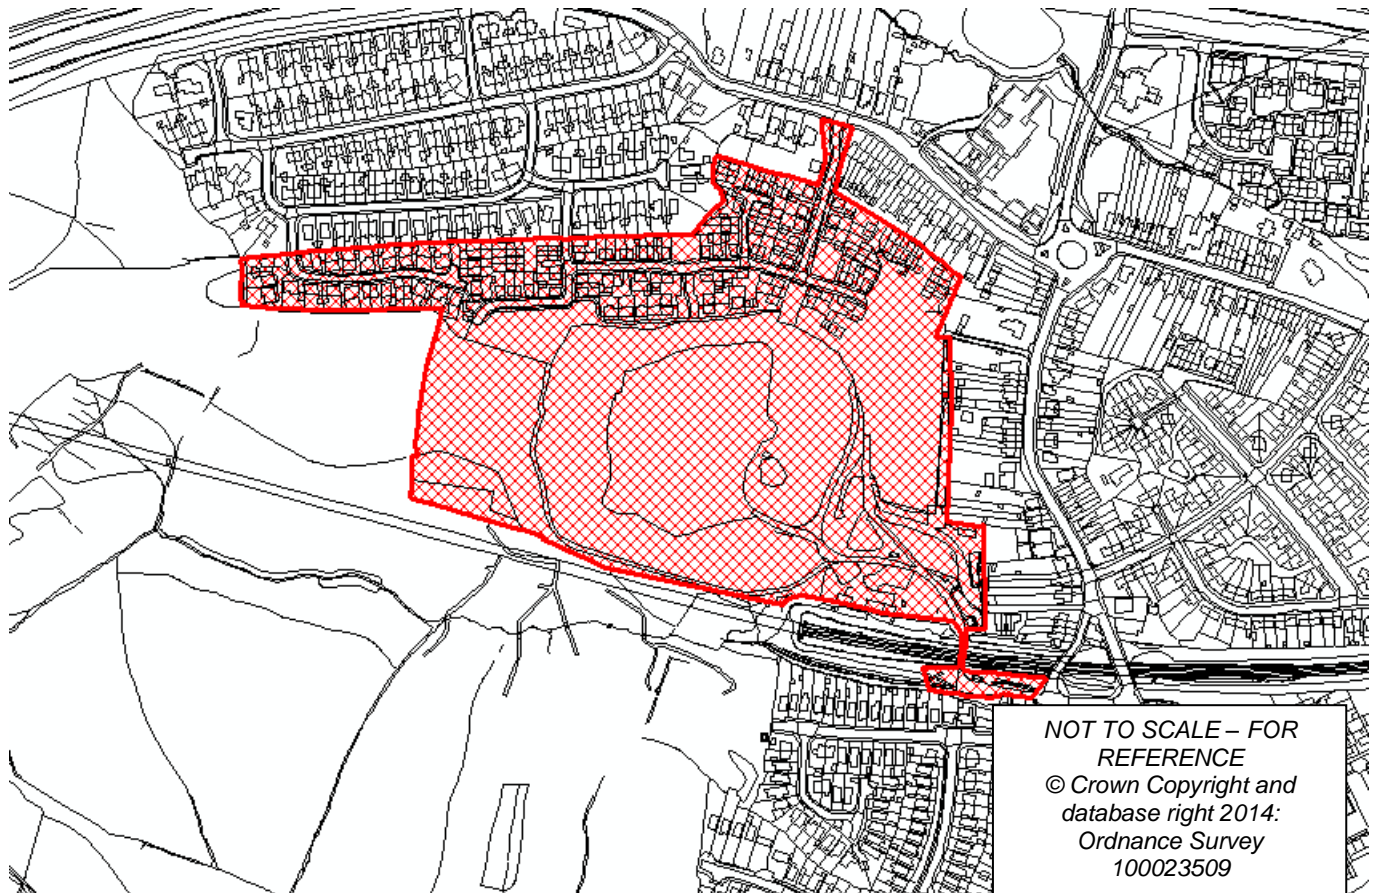 NOT TO SCALE – FOR
REFERENCE
© Crown Copyright and
database right 2014:
Ordnance Survey
100023509